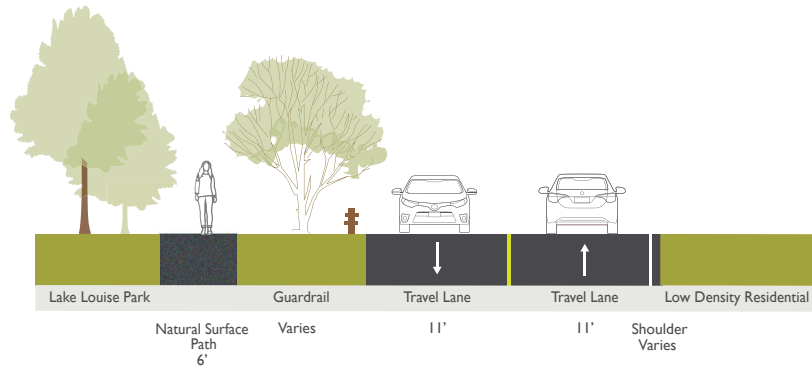 Lake Louise Park
Guardrail
Travel Lane
Travel Lane
Low Density Residential
Natural Surface
Path
6'
Varies
11'
11'
Shoulder
Varies